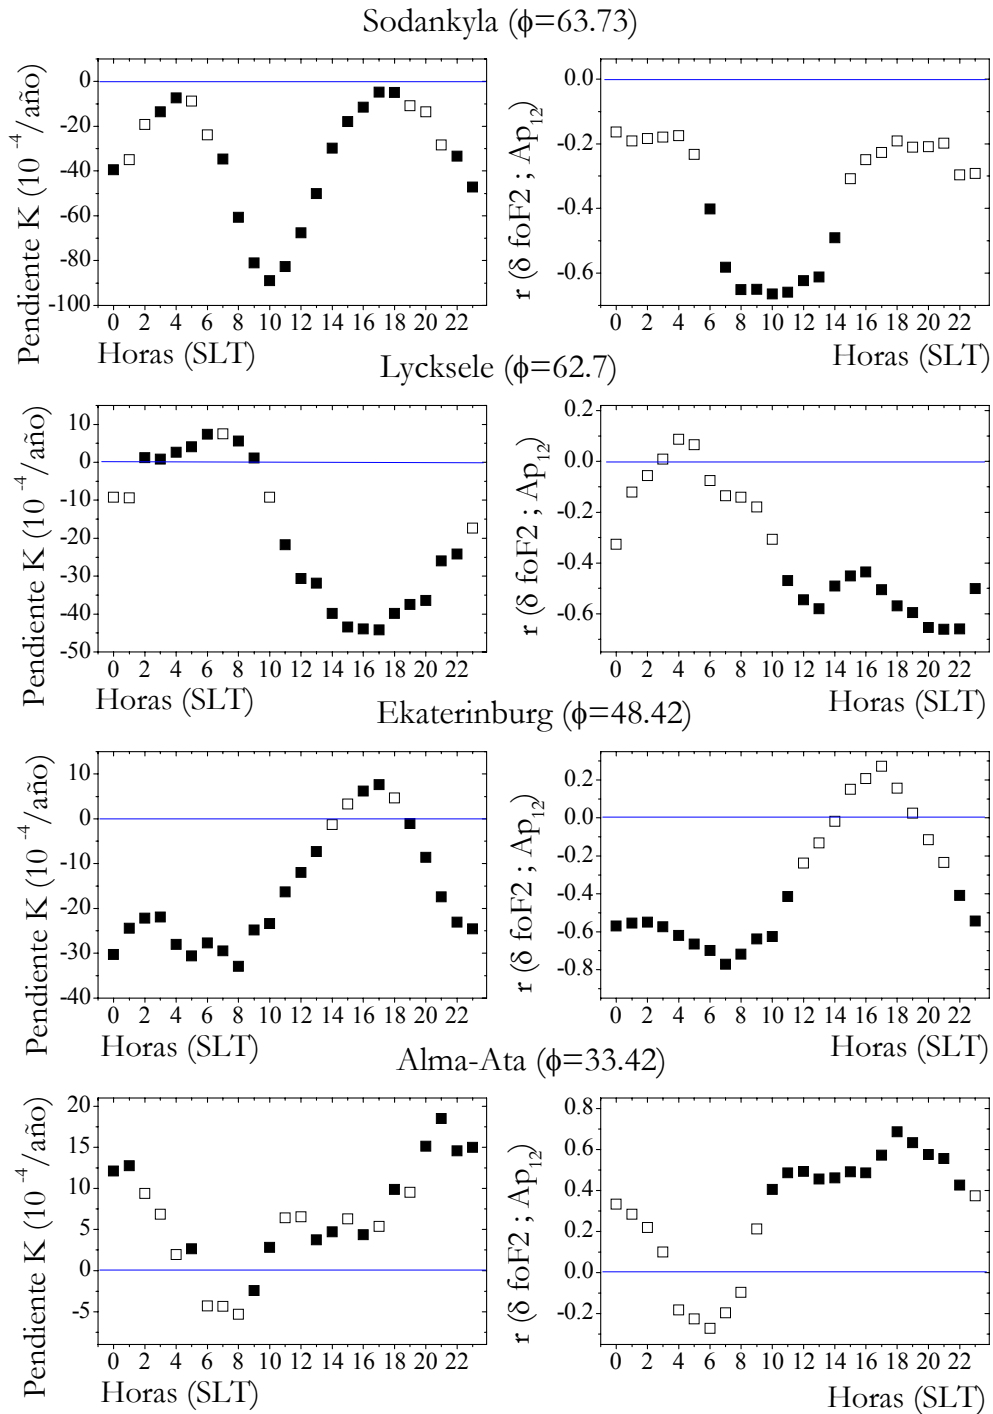 Sodankyla (ϕ=63.73)
Pendiente K (10⁻⁴/año)
0
-20
-40
-60
-80
-100
0 2 4 6 8 10 12 14 16 18 20 22
Horas (SLT)
r (δ foF2 ; Ap₁₂)
0.0
-0.2
-0.4
-0.6
0 2 4 6 8 10 12 14 16 18 20 22
Horas (SLT)
Lycksele (ϕ=62.7)
Pendiente K (10⁻⁴/año)
10
0
-10
-20
-30
-40
-50
0 2 4 6 8 10 12 14 16 18 20 22
Horas (SLT)
r (δ foF2 ; Ap₁₂)
0.2
0.0
-0.2
-0.4
-0.6
0 2 4 6 8 10 12 14 16 18 20 22
Horas (SLT)
Ekaterinburg (ϕ=48.42)
Pendiente K (10⁻⁴/año)
10
0
-10
-20
-30
-40
0 2 4 6 8 10 12 14 16 18 20 22
Horas (SLT)
r (δ foF2 ; Ap₁₂)
0.2
0.0
-0.2
-0.4
-0.6
-0.8
0 2 4 6 8 10 12 14 16 18 20 22
Horas (SLT)
Alma-Ata (ϕ=33.42)
Pendiente K (10⁻⁴/año)
20
15
10
5
0
-5
0 2 4 6 8 10 12 14 16 18 20 22
Horas (SLT)
r (δ foF2 ; Ap₁₂)
0.8
0.6
0.4
0.2
0.0
-0.2
0 2 4 6 8 10 12 14 16 18 20 22
Horas (SLT)